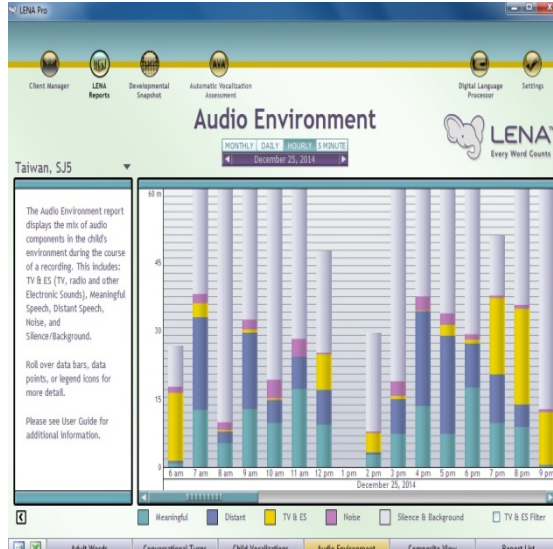 LENA Pro
Client Manager
LENA
Reports
Developmental
Snapshot
Automatic Vocalization
Assessment
Digital Language
Processor
Settings
Audio Environment
LENA
Every Word Counts
MONTHLY DAILY HOURLY 5 MINUTE
December 25, 2014
Taiwan, SJ5
The Audio Environment report
displays the mix of audio
components in the child's
environment during the course
of a recording. This includes:
TV & ES (TV, radio and other
Electronic Sounds), Meaningful
Speech, Distant Speech,
Noise, and
Silence/Background.
Roll over data bars, data
points, or legend icons for
more detail.
Please see User Guide for
additional information.
60 m
45
30
15
0
6 am 7 am 8 am 9 am 10 am 11 am 12 pm 1 pm 2 pm 3 pm 4 pm 5 pm 6 pm 7 pm 8 pm 9 pm
December 25, 2014
Meaningful Distant TV & ES Noise Silence & Background TV & ES Filter
Adult Words Conversational Turns Child Vocalizations Audio Environment Composite View Report List